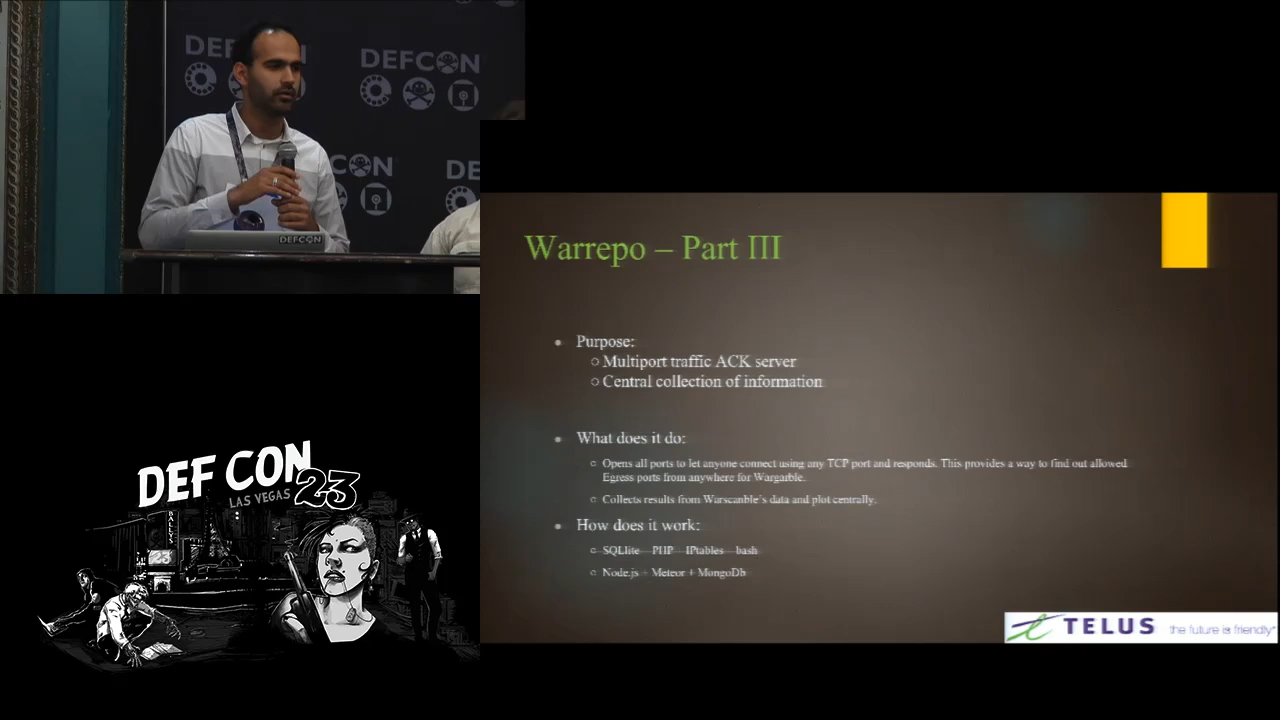 DEFCON
DEFCON
CON
DE
DEFCON
Warrepo – Part III
Purpose:
Multiport traffic ACK server
Central collection of information
What does it do:
Opens all ports to let anyone connect using any TCP port and responds. This provides a way to find out allowed
Egress ports from anywhere for Wargarble.
Collects results from Warscanble's data and plot centrally.
How does it work:
SQLlite PHP IPtables bash
Node.js + Meteor + MongoDb
DEF CON
LAS VEGAS 23
BALLYS
23
TELUS the future is friendly®